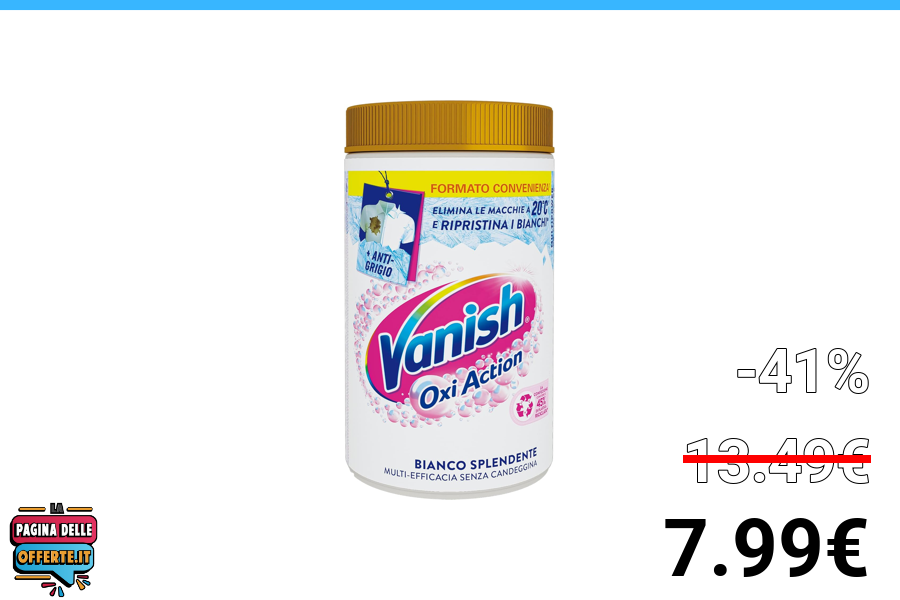 FORMATO CONVENIENZA
ELIMINA LE MACCHIE A 20°C
E RIPRISTINA I BIANCHI
+ ANTI-
GRIGIO
Vanish
Oxi Action
BIANCO SPLENDENTE
MULTI-EFFICACIA SENZA CANDEGGINA
-41%
13.49€
7.99€
LA
PAGINA DELLE
OFFERTE.IT